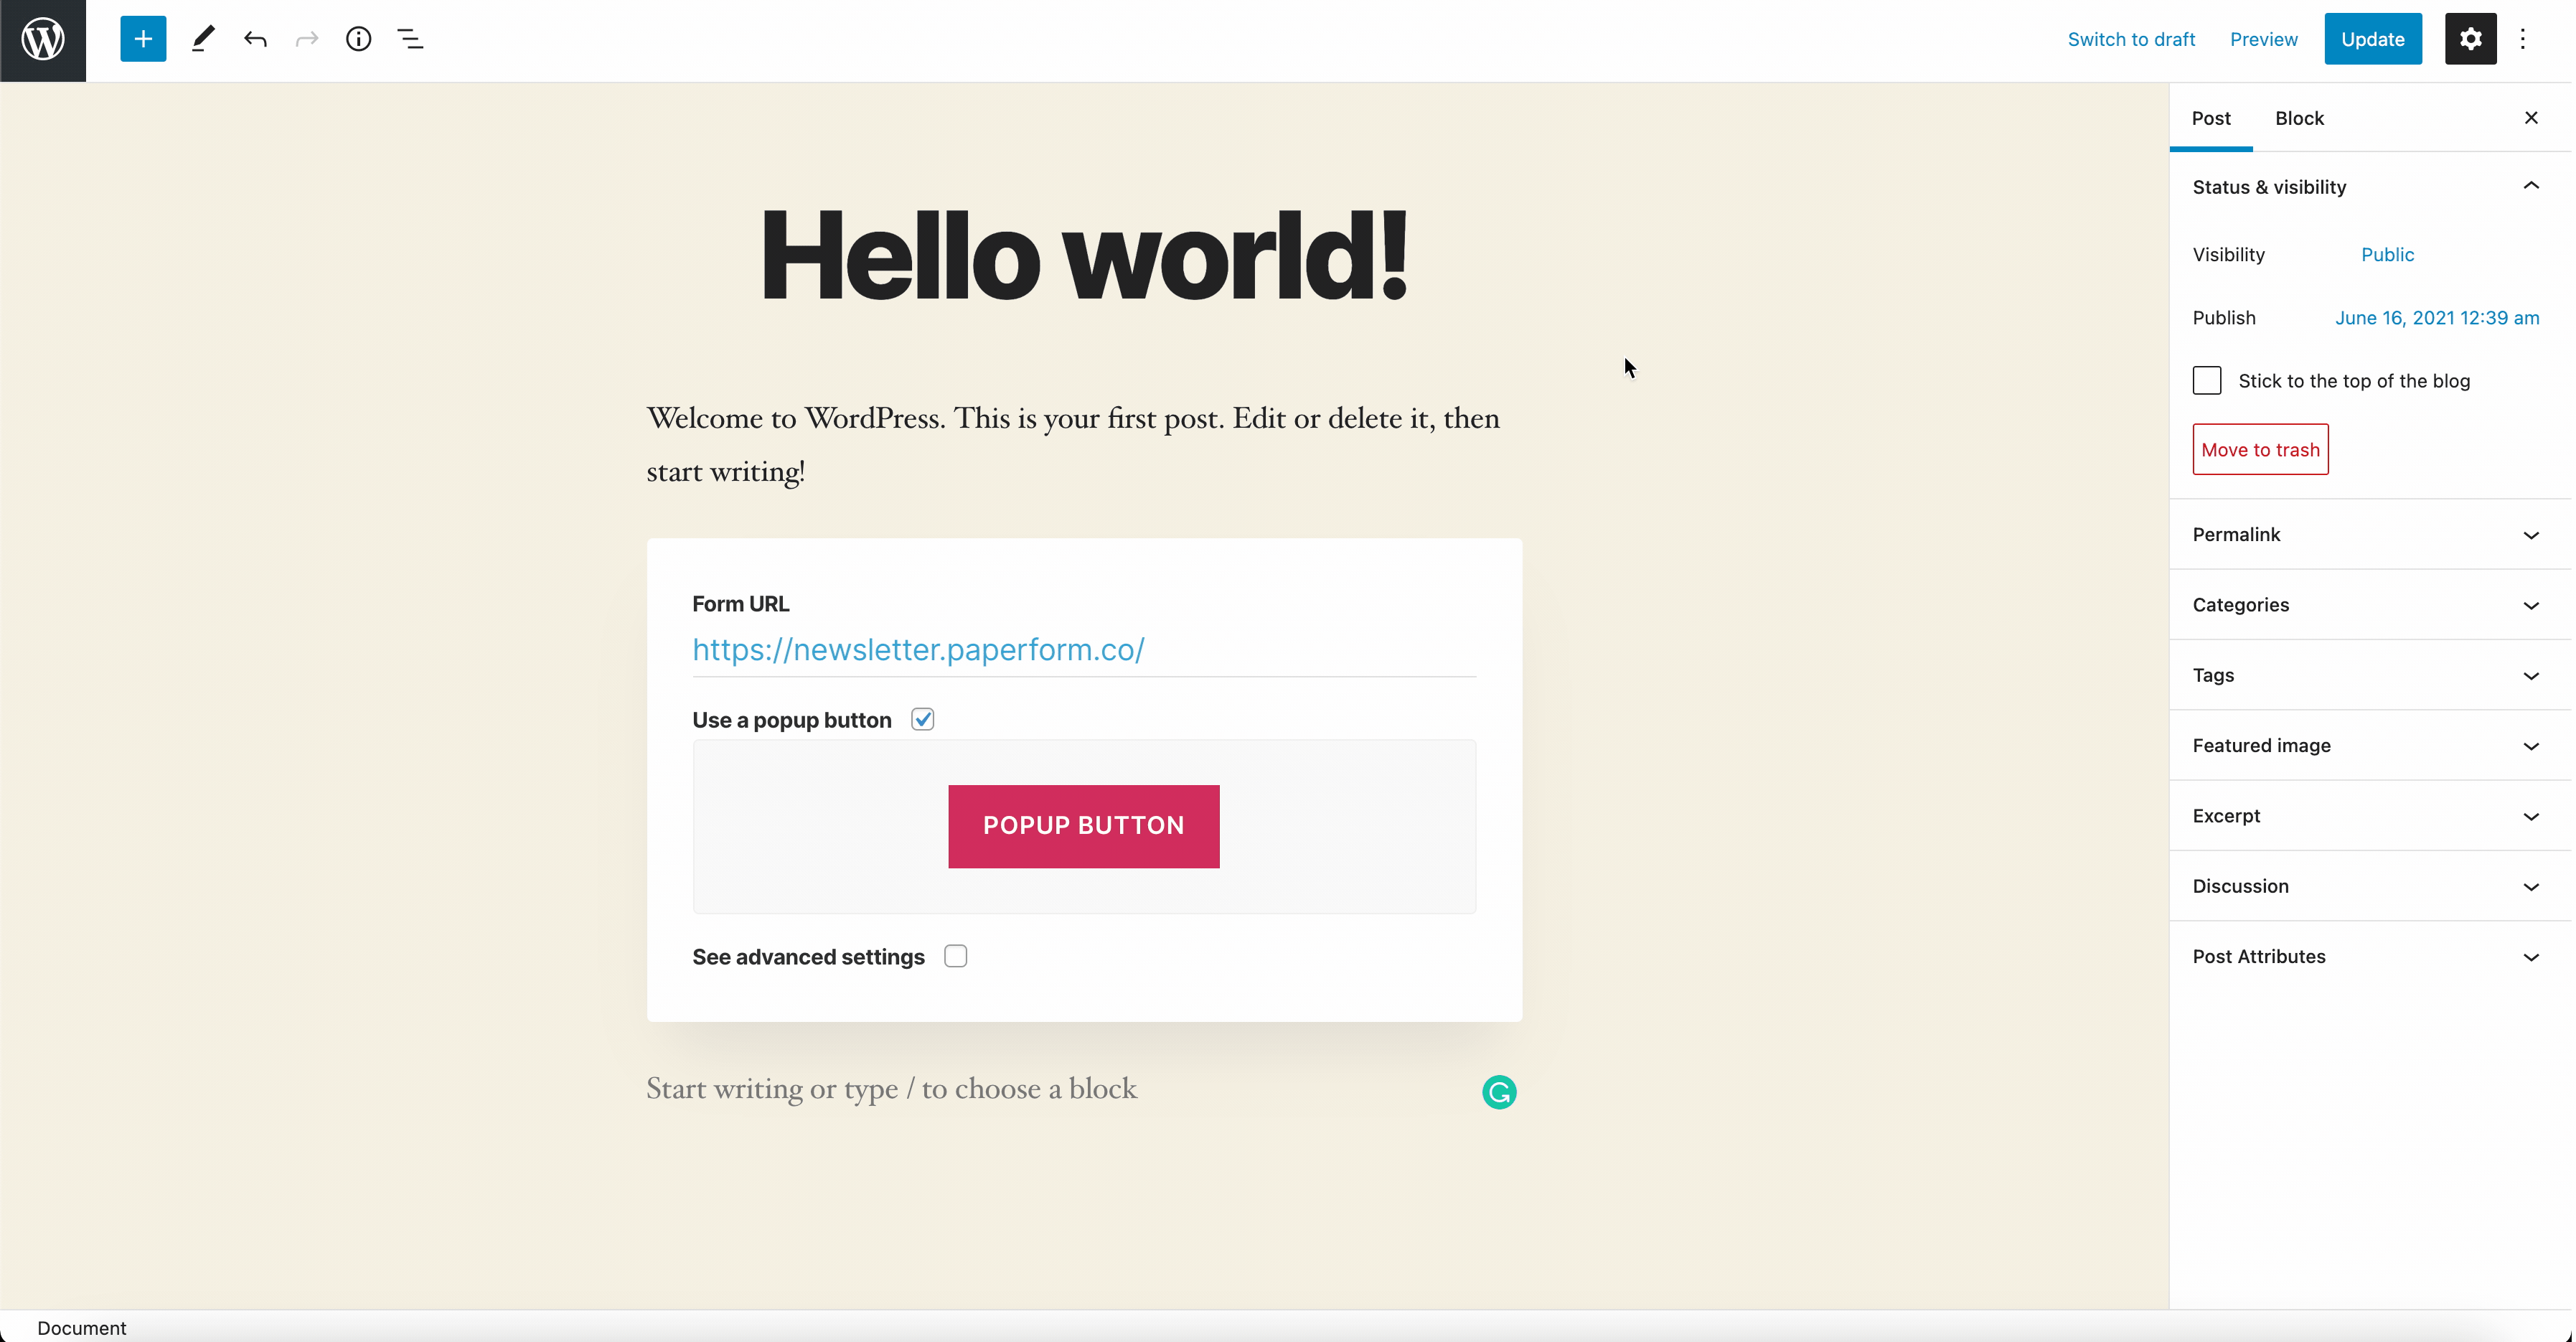 Switch to draft
Preview
Update
Hello world!
Welcome to WordPress. This is your first post. Edit or delete it, then
start writing!
Form URL
https://newsletter.paperform.co/
Use a popup button
POPUP BUTTON
See advanced settings
Start writing or type / to choose a block
Post
Block
Status & visibility
Visibility
Public
Publish
June 16, 2021 12:39 am
Stick to the top of the blog
Move to trash
Permalink
Categories
Tags
Featured image
Excerpt
Discussion
Post Attributes
Document